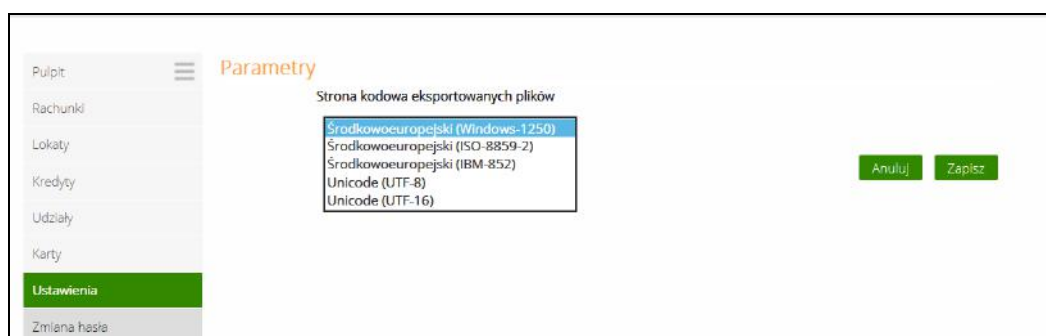 Pulpit
Rachunki
Lokaty
Kredyty
Udziały
Karty
Ustawienia
Zmiana hasła
Parametry
Strona kodowa eksportowanych plików
Środkowoeuropejski (Windows-1250)
Środkowoeuropejski (ISO-8859-2)
Środkowoeuropejski (IBM-852)
Unicode (UTF-8)
Unicode (UTF-16)
Anuluj Zapisz